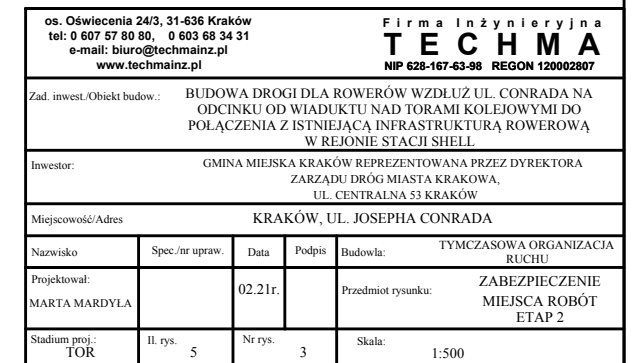 os. Oświecenia 24/3, 31-636 Kraków
tel: 0 607 57 80 80, 0 603 68 34 31
e-mail: biuro@techmainz.pl
www.techmainz.pl
Firma Inżynieryjna
TECHMA
NIP 628-167-63-98 REGON 120002807
Zad. inwest./Obiekt budow.:
BUDOWA DROGI DLA ROWERÓW WZDŁUŻ UL. CONRADA NA
ODCINKU OD WIADUKTU NAD TORAMI KOLEJOWYMI DO
POŁĄCZENIA Z ISTNIEJĄCĄ INFRASTRUKTURĄ ROWEROWĄ
W REJONIE STACJI SHELL
Inwestor:
GMINA MIEJSKA KRAKÓW REPREZENTOWANA PRZEZ DYREKTORA
ZARZĄDU DRÓG MIASTA KRAKOWA,
UL. CENTRALNA 53 KRAKÓW
Miejscowość/Adres
KRAKÓW, UL. JOSEPHA CONRADA
Nazwisko
Spec./nr upraw.
Data
Podpis
Budowla:
TYMCZASOWA ORGANIZACJA
RUCHU
Projektował:
MARTA MARDYŁA
02.21r.
Przedmiot rysunku:
ZABEZPIECZENIE
MIEJSCA ROBÓT
ETAP 2
Stadium proj.:
TOR
Il. rys.
5
Nr rys.
3
Skala:
1:500